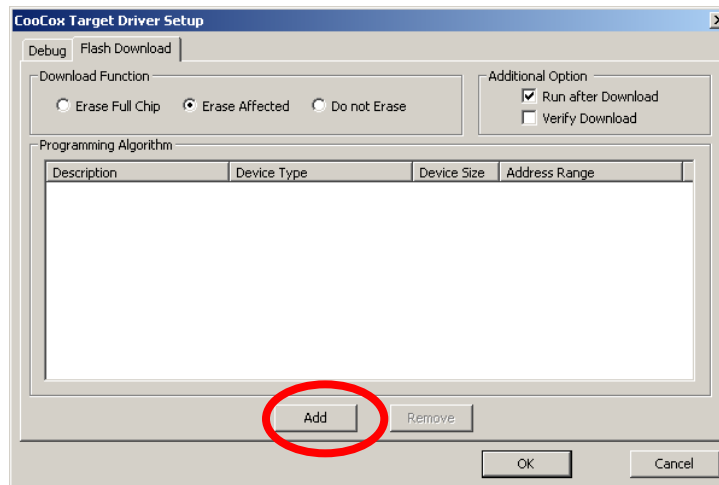 CooCox Target Driver Setup
Debug Flash Download
Download Function Additional Option
Erase Full Chip Erase Affected Do not Erase Run after Download
Verify Download
Programming Algorithm
Description Device Type Device Size Address Range
Add Remove
OK Cancel